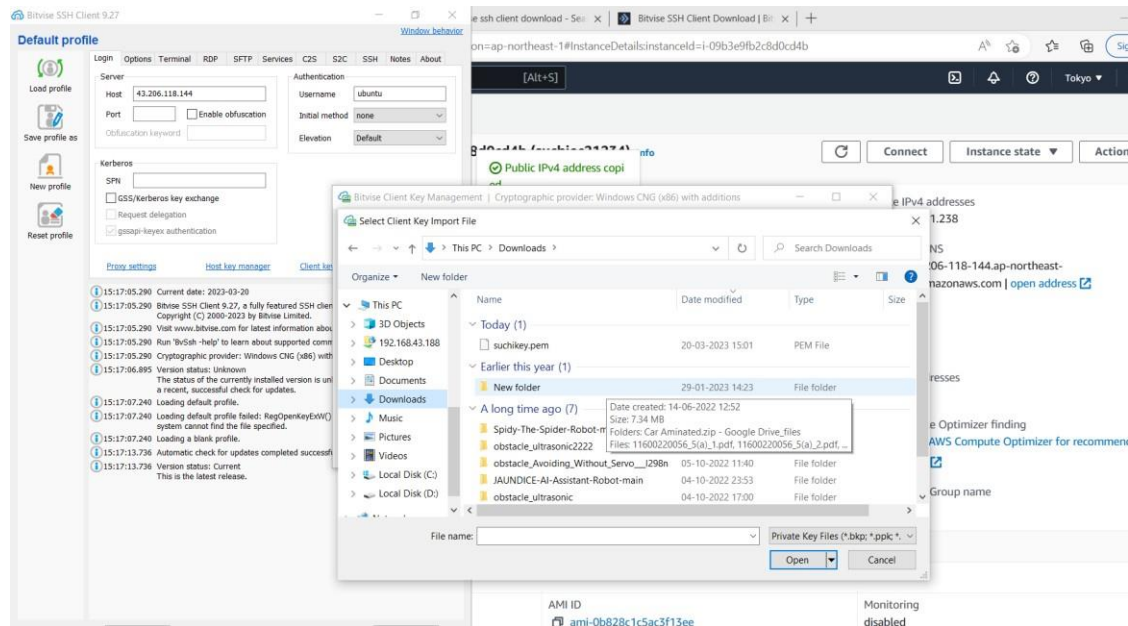 Bitvise SSH Client 9.27
Default profile
Window behavior
Load profile
Save profile as
New profile
Reset profile
Login Options Terminal RDP SFTP Services C2S S2C SSH Notes About
Server
Host 43.206.118.144
Port Enable obfuscation
Obfuscation keyword
Kerberos
SPN
GSS/Kerberos key exchange
Request delegation
gssapi-keyex authentication
Authentication
Username ubuntu
Initial method none
Elevation Default
Proxy settings Host key manager Client key
15:17:05.290 Current date: 2023-03-20
15:17:05.290 Bitvise SSH Client 9.27, a fully featured SSH clien
Copyright (C) 2000-2023 by Bitvise Limited.
15:17:05.290 Visit www.bitvise.com for latest information abou
15:17:05.290 Run 'BvSsh -help' to learn about supported comm
15:17:05.290 Cryptographic provider: Windows CNG (x86) with
15:17:06.895 Version status: Unknown
The status of the currently installed version is un
a recent, successful check for updates.
15:17:07.240 Loading default profile.
15:17:07.240 Loading default profile failed: RegOpenKeyExW()
system cannot find the file specified.
15:17:07.240 Loading a blank profile.
15:17:13.736 Automatic check for updates completed successf
15:17:13.736 Version status: Current
This is the latest release.
e ssh client download - Sea
Bitvise SSH Client Download | Bit
on=ap-northeast-1#InstanceDetails:instanceId=i-09b3e9fb2c8d0cd4b
Sig
[Alt+S]
Tokyo
nfo
Connect Instance state Action
Public IPv4 address copi
ed
e IPv4 addresses
1.238
NS
06-118-144.ap-northeast-
mazonaws.com | open address
resses
e Optimizer finding
AWS Compute Optimizer for recommend
Group name
AMI ID
ami-0b828c1c5ac3f13ee
Monitoring
disabled
Bitvise Client Key Management | Cryptographic provider: Windows CNG (x86) with additions
Select Client Key Import File
This PC > Downloads >
Search Downloads
Organize New folder
This PC
3D Objects
192.168.43.188
Desktop
Documents
Downloads
Music
Pictures
Videos
Local Disk (C:)
Local Disk (D:)
Name Date modified Type Size
Today (1)
suchikey.pem 20-03-2023 15:01 PEM File
Earlier this year (1)
New folder 29-01-2023 14:23 File folder
A long time ago (7)
Spidy-The-Spider-Robot-m
obstacle_ultrasonic2222
obstacle_Avoiding_Without_Servo__l298n 05-10-2022 11:40 File folder
JAUNDICE-AI-Assistant-Robot-main 04-10-2022 23:53 File folder
obstacle_ultrasonic 04-10-2022 17:00 File folder
Date created: 14-06-2022 12:52
Size: 7.34 MB
Folders: Car Aminated.zip - Google Drive_files
Files: 11600220056_5(a)_1.pdf, 11600220056_5(a)_2.pdf, ...
File name:
Private Key Files (*.bkp; *.ppk; *.
Open Cancel